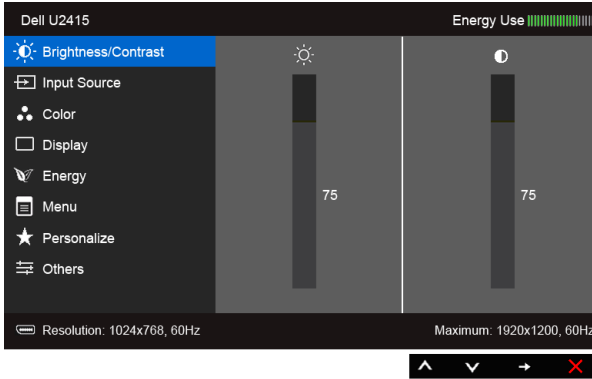 Dell U2415
Energy Use
Brightness/Contrast
Input Source
Color
Display
Energy
Menu
Personalize
Others
75
75
Resolution: 1024x768, 60Hz
Maximum: 1920x1200, 60Hz